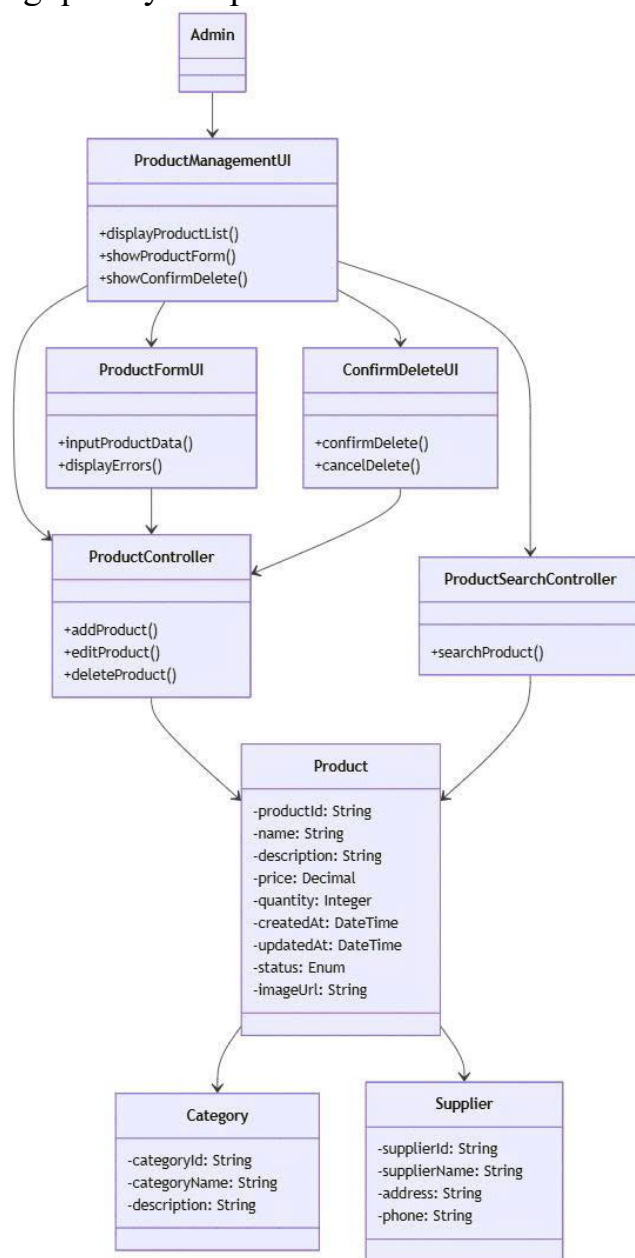 Admin
ProductManagementUI
+displayProductList()
+showProductForm()
+showConfirmDelete()
ProductFormUI
+inputProductData()
+displayErrors()
ConfirmDeleteUI
+confirmDelete()
+cancelDelete()
ProductController
+addProduct()
+editProduct()
+deleteProduct()
ProductSearchController
+searchProduct()
Product
-productId: String
-name: String
-description: String
-price: Decimal
-quantity: Integer
-createdAt: DateTime
-updatedAt: DateTime
-status: Enum
-imageUrl: String
Category
-categoryId: String
-categoryName: String
-description: String
Supplier
-supplierId: String
-supplierName: String
-address: String
-phone: String